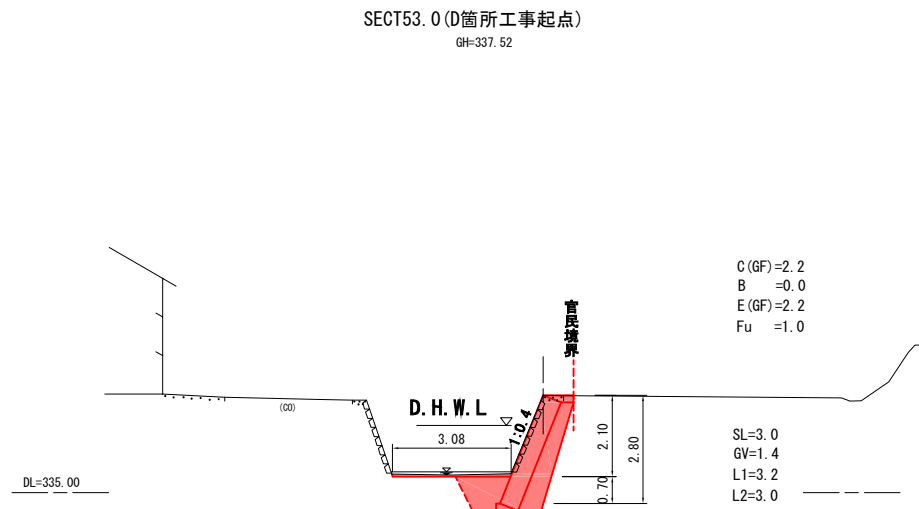 SECT53.0(D箇所工事起点)
GH=337.52
C(GF)=2.2
B =0.0
E(GF)=2.2
Fu =1.0
官民境界
(CO)
D.H.W.L
1:0.4
3.08
2.10
2.80
0.70
SL=3.0
GV=1.4
L1=3.2
L2=3.0
DL=335.00